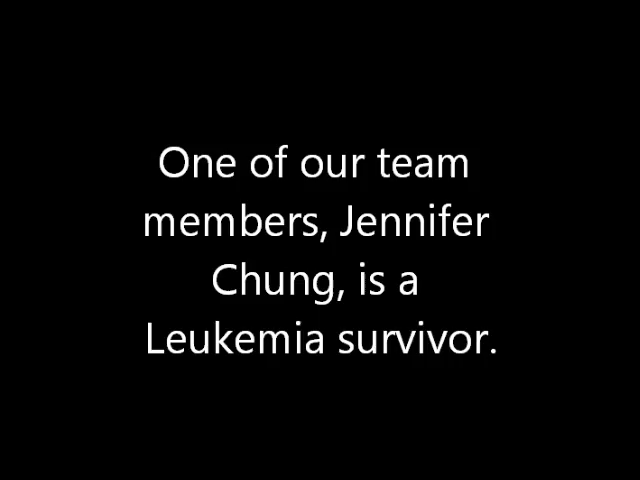 One of our team
members, Jennifer
Chung, is a
Leukemia survivor.